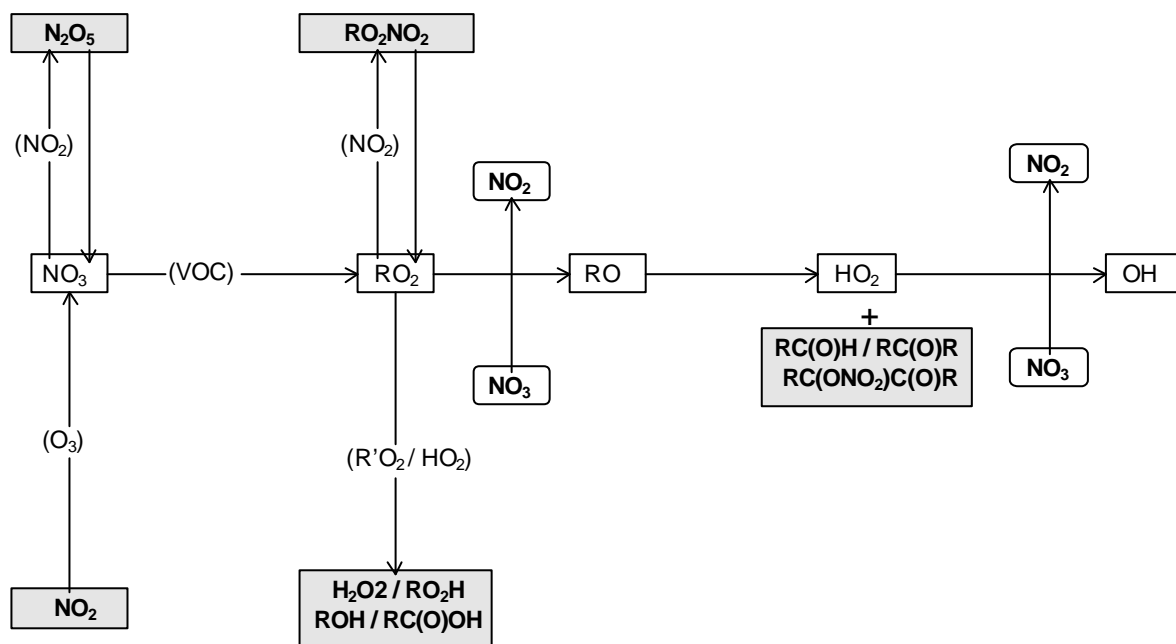 N₂O₅
RO₂NO₂
(NO₂)
(NO₂)
NO₂
NO₂
NO₃
(VOC)
RO₂
RO
HO₂
OH
+
RC(O)H / RC(O)R
RC(ONO₂)C(O)R
NO₃
NO₃
(O₃)
(R’O₂ / HO₂)
NO₂
H₂O2 / RO₂H
ROH / RC(O)OH